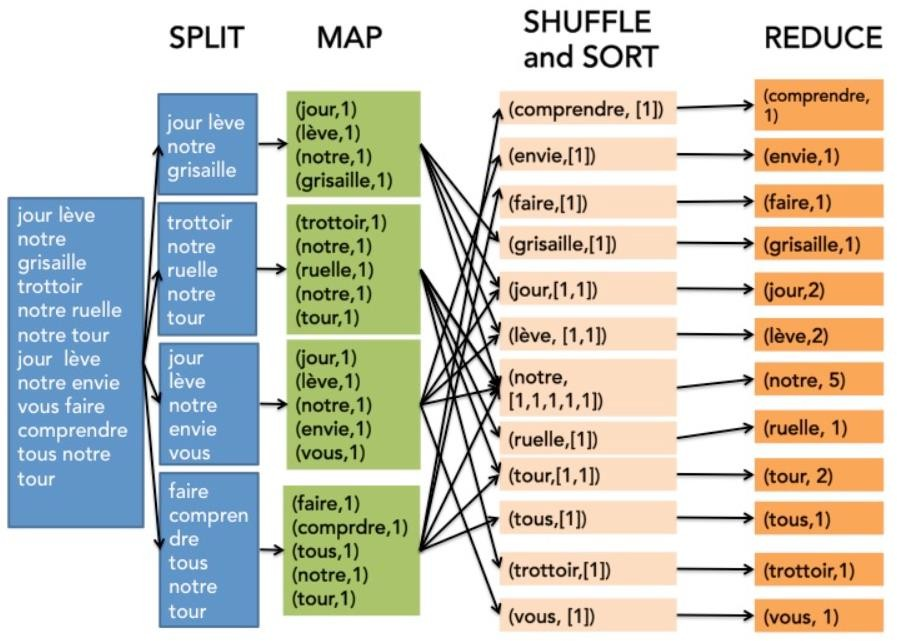 SPLIT
MAP
SHUFFLE
and SORT
REDUCE
jour lève
notre
grisaille
trottoir
notre ruelle
notre tour
jour  lève
notre envie
vous faire
comprendre
tous notre
tour
jour lève
notre
grisaille
trottoir
notre
ruelle
notre
tour
jour
lève
notre
envie
vous
faire
compren
dre
tous
notre
tour
(jour,1)
(lève,1)
(notre,1)
(grisaille,1)
(trottoir,1)
(notre,1)
(ruelle,1)
(notre,1)
(tour,1)
(jour,1)
(lève,1)
(notre,1)
(envie,1)
(vous,1)
(faire,1)
(comprdre,1)
(tous,1)
(notre,1)
(tour,1)
(comprendre, [1])
(envie,[1])
(faire,[1])
(grisaille,[1])
(jour,[1,1])
(lève, [1,1])
(notre,
[1,1,1,1,1])
(ruelle,[1])
(tour,[1,1])
(tous,[1])
(trottoir,[1])
(vous, [1])
(comprendre,
1)
(envie,1)
(faire,1)
(grisaille,1)
(jour,2)
(lève,2)
(notre, 5)
(ruelle, 1)
(tour, 2)
(tous,1)
(trottoir,1)
(vous, 1)